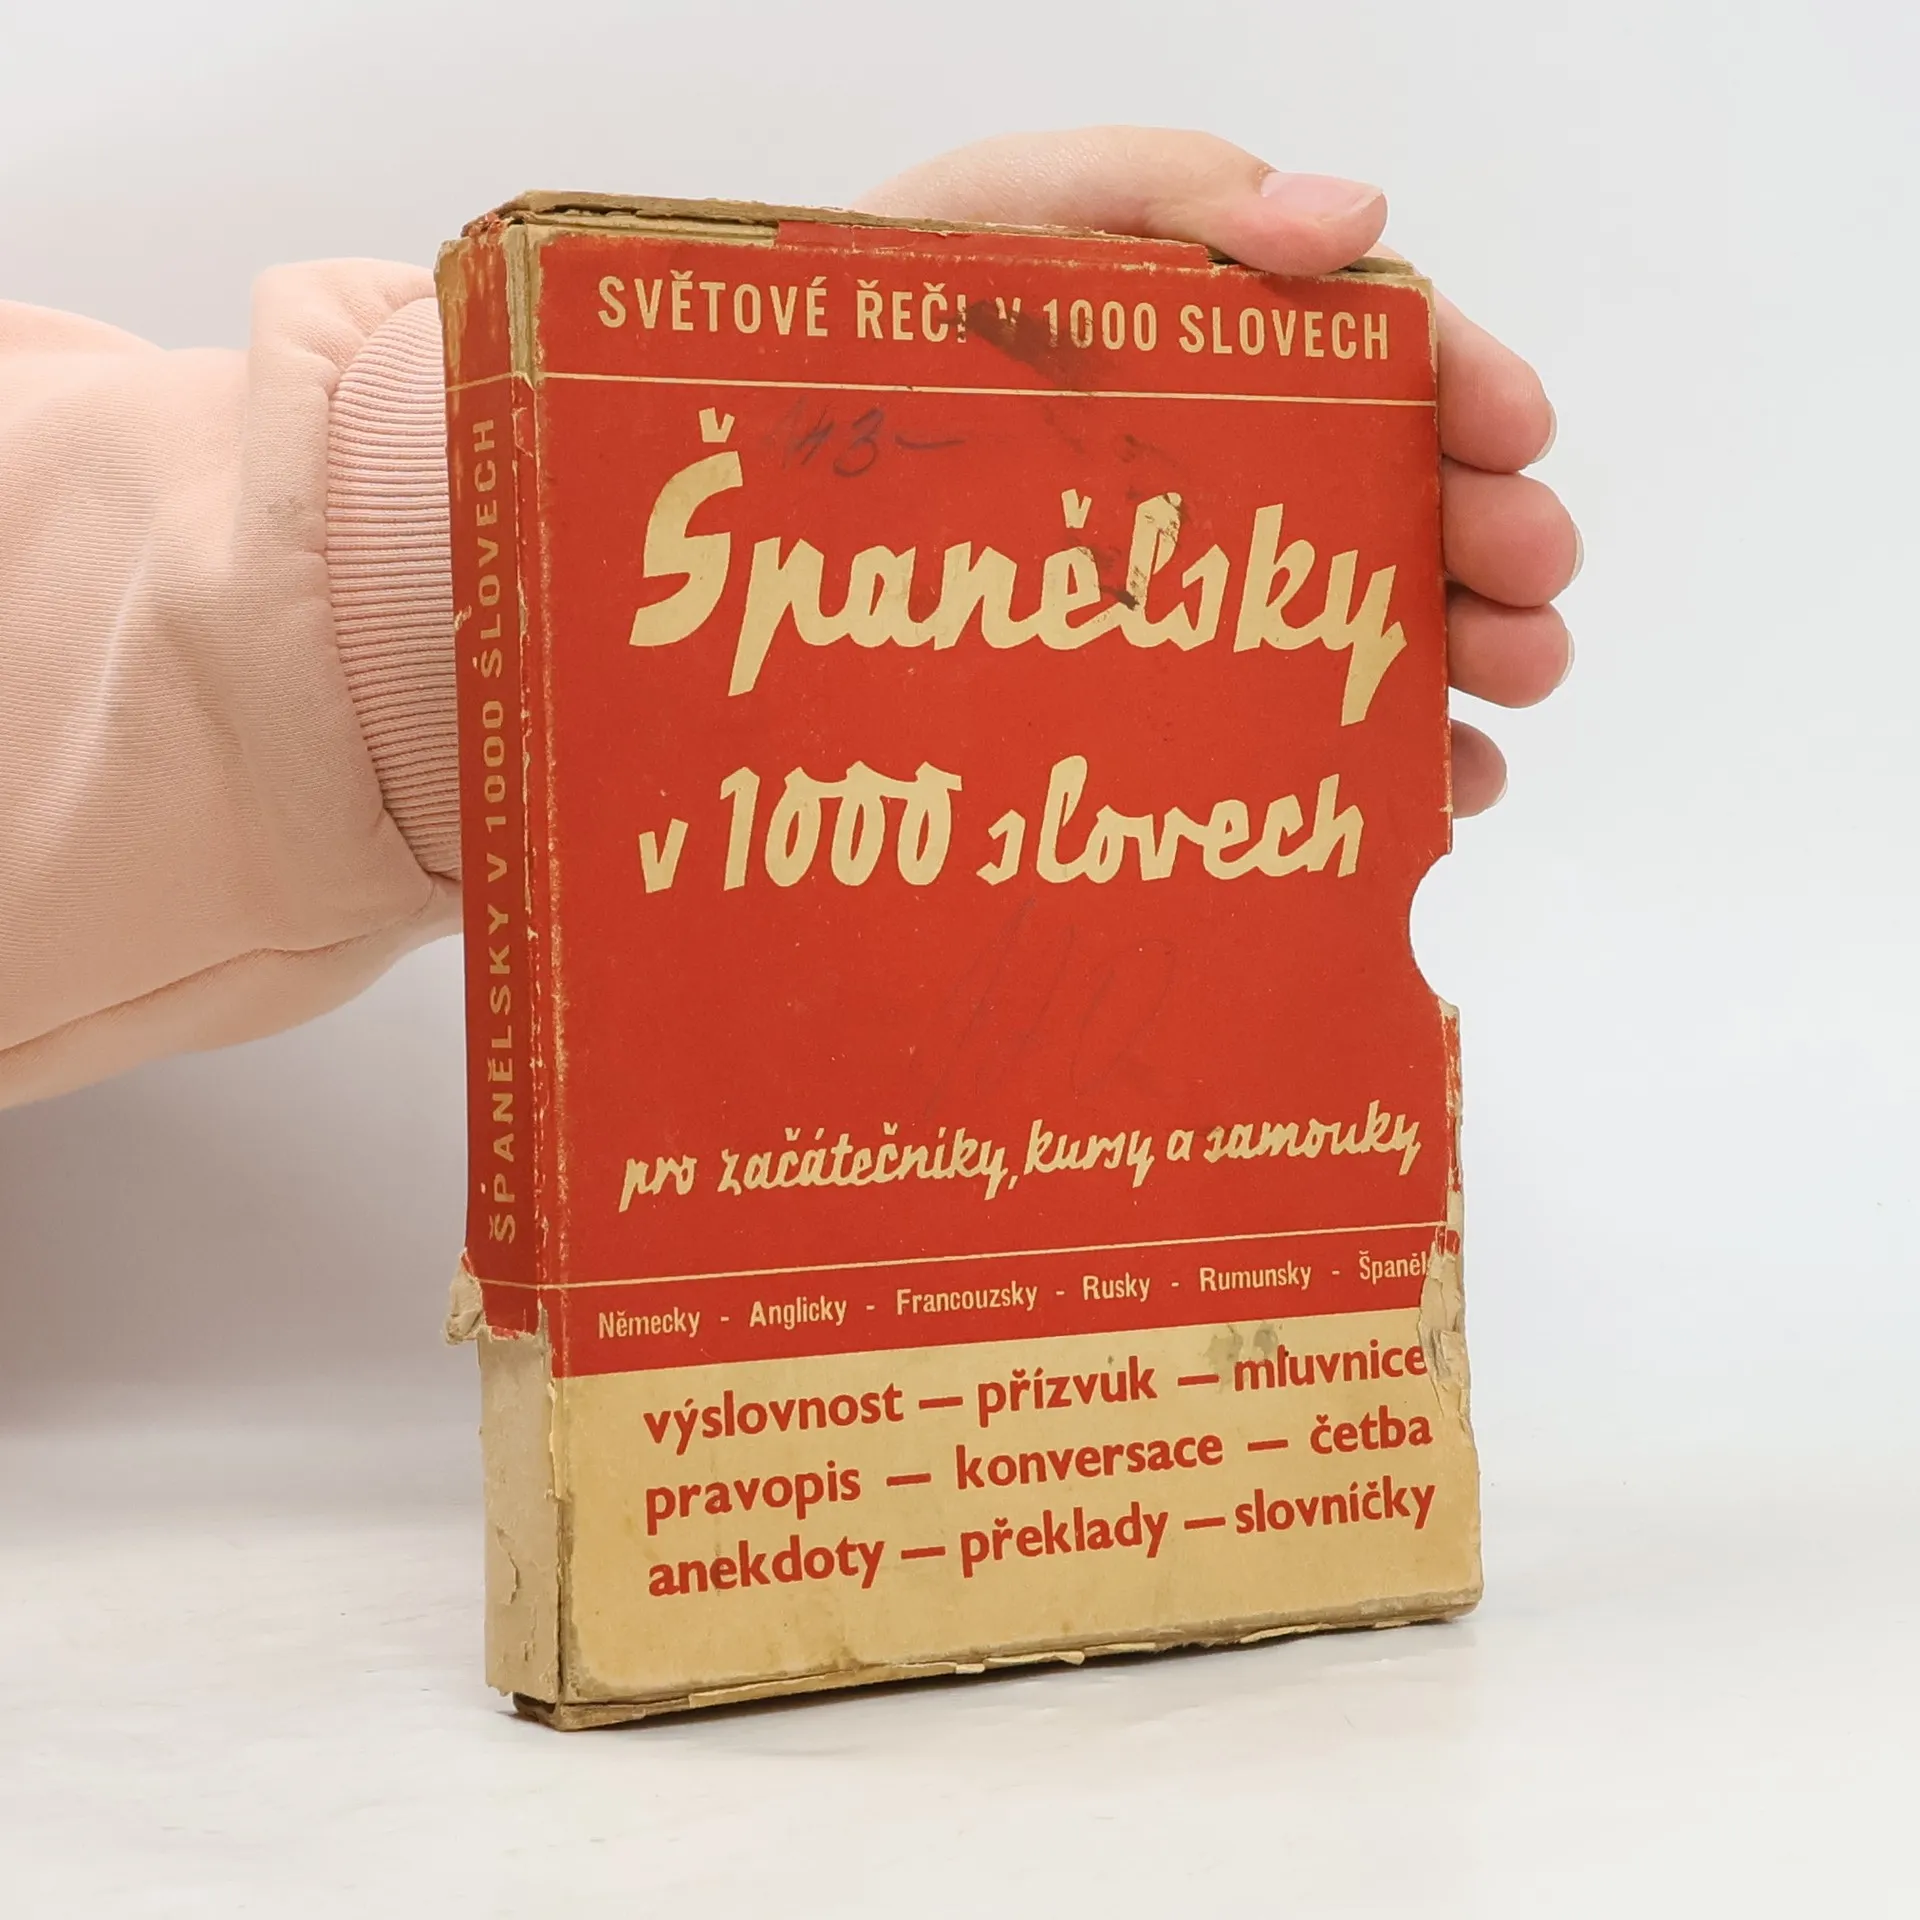 SVĚTOVÉ ŘEČI V 1000 SLOVECH
Španělsky
v 1000 slovech
pro začátečníky, kursy a samouky
Německy - Anglicky - Francouzsky - Rusky - Rumunsky - Španěl
výslovnost — přízvuk — mluvnice
pravopis — konversace — četba
anekdoty — překlady — slovníčky
ŠPANĚLSKY V 1000 SLOVECH